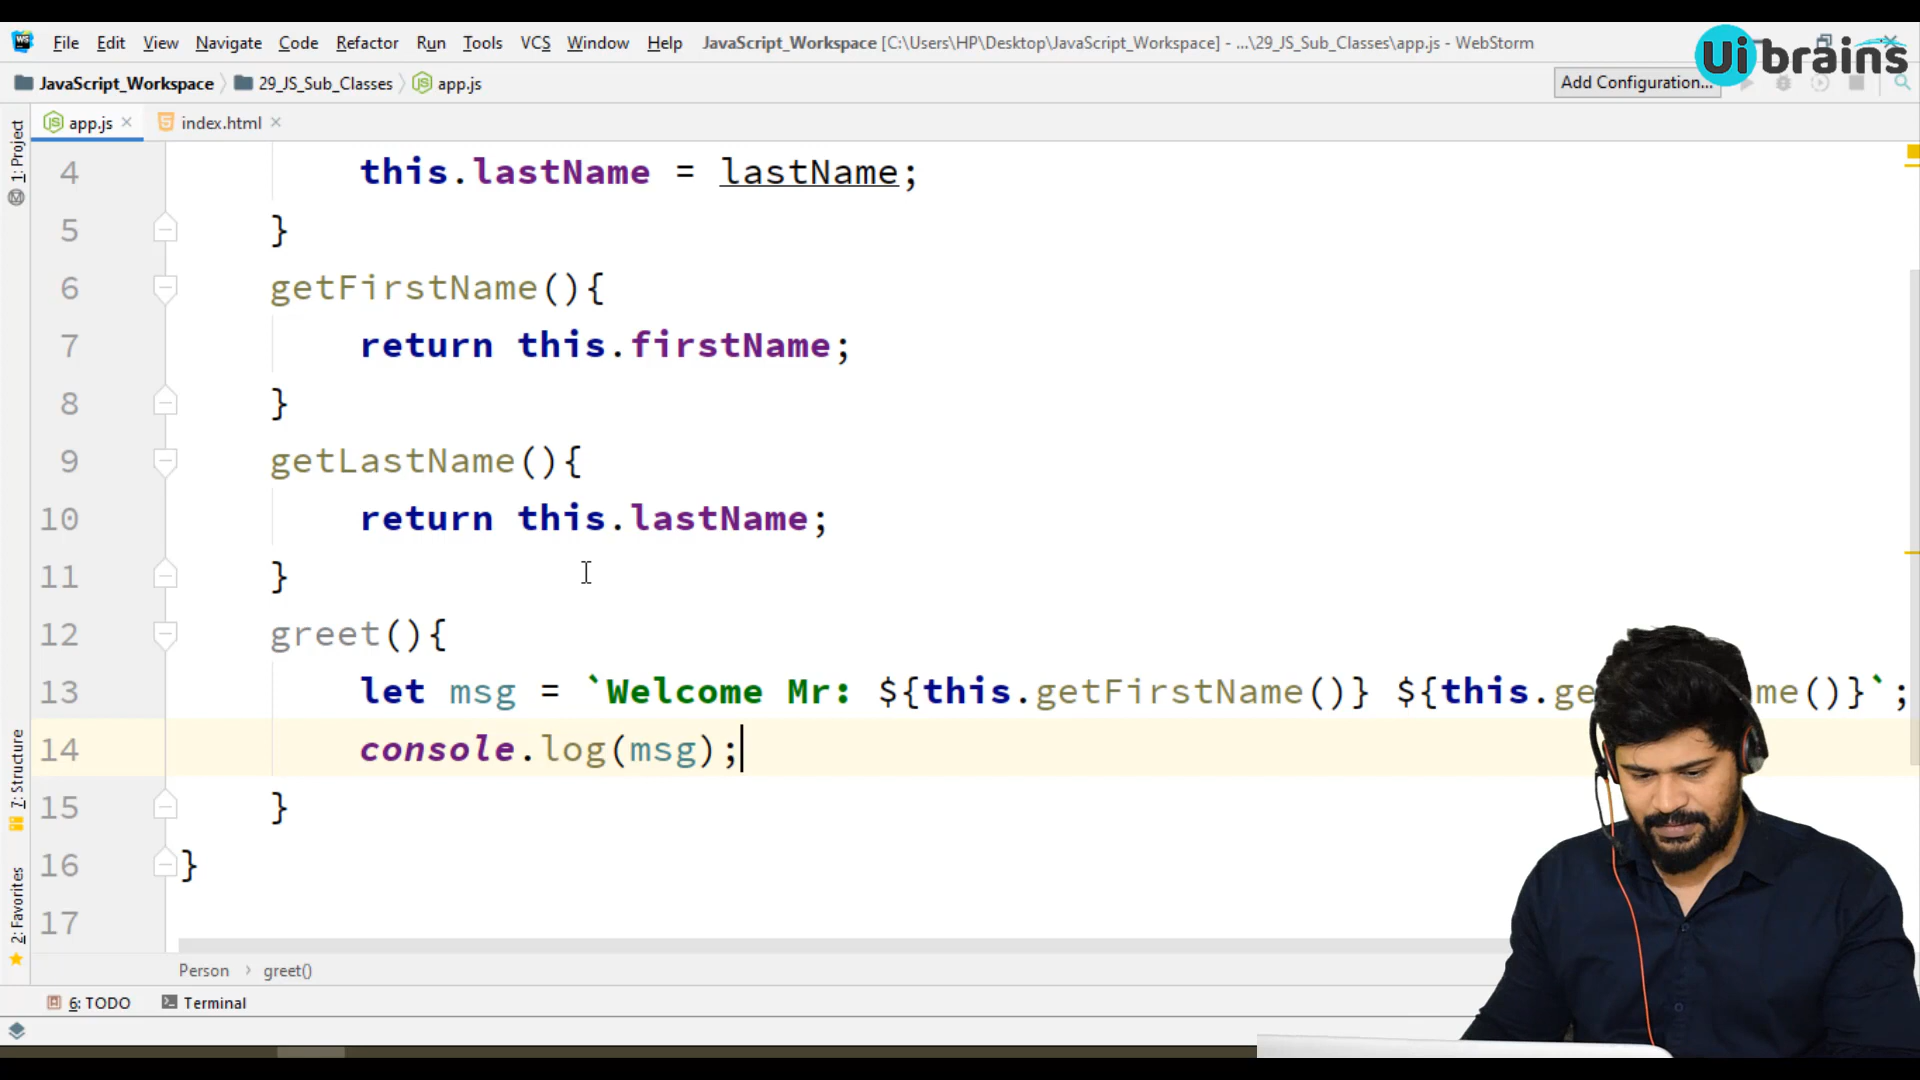 File Edit View Navigate Code Refactor Run Tools VCS Window Help JavaScript_Workspace [C:\Users\HP\Desktop\JavaScript_Workspace] - ...\29_JS_Sub_Classes\app.js - WebStorm
Ui brains
JavaScript_Workspace 29_JS_Sub_Classes app.js Add Configuration...
app.js index.html
1: Project
7: Structure
2: Favorites
4 this.lastName = lastName;
5 }
6 getFirstName(){
7 return this.firstName;
8 }
9 getLastName(){
10 return this.lastName;
11 }
12 greet(){
13 let msg = `Welcome Mr: ${this.getFirstName()} ${this.ge me()}`;
14 console.log(msg);
15 }
16 }
17
Person › greet()
6: TODO Terminal